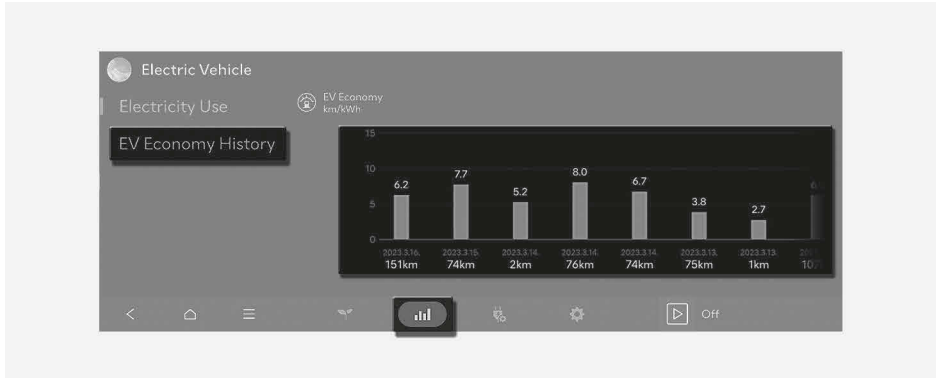 Electric Vehicle
Electricity Use
EV Economy
km/kWh
EV Economy History
15
10
5
0
6.2
7.7
5.2
8.0
6.7
3.8
2.7
2023.3.16. 2023.3.15. 2023.3.14. 2023.3.14. 2023.3.14. 2023.3.13. 2023.3.13.
151km 74km 2km 76km 74km 75km 1km
Off